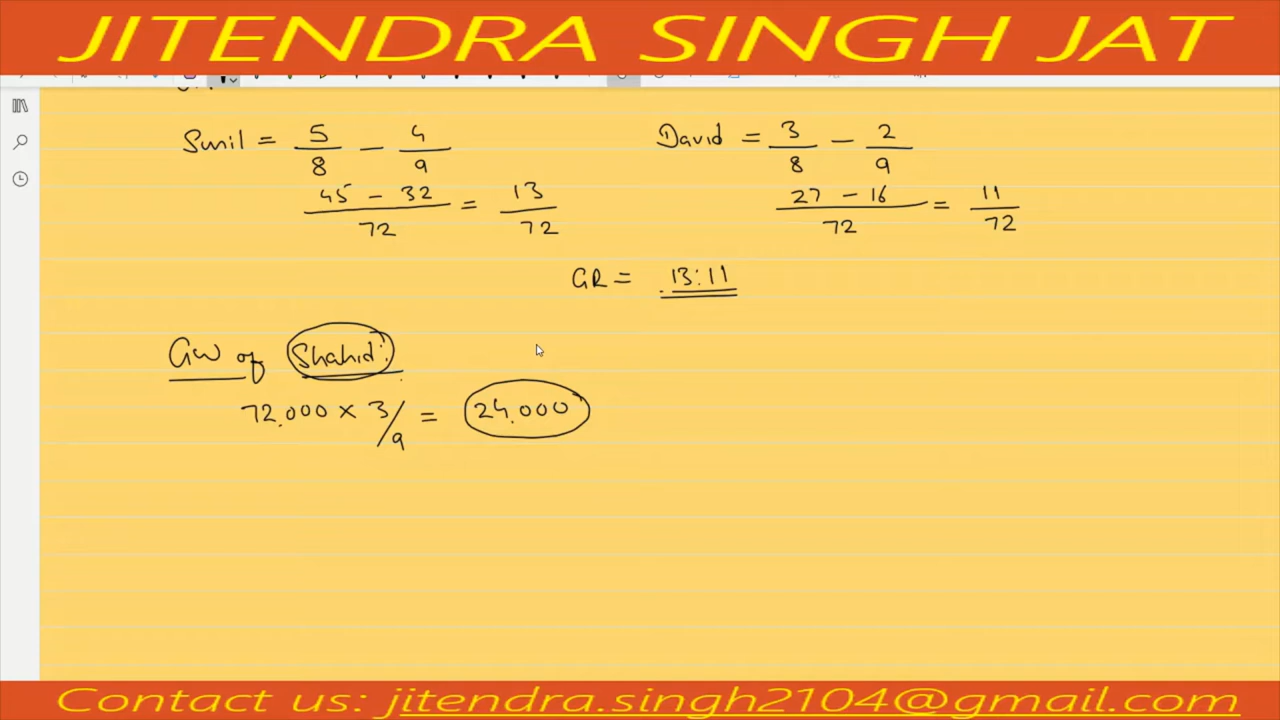 JITENDRA SINGH JAT
Sunil = 5/8 - 4/9
45 - 32/72 = 13/72
David = 3/8 - 2/9
27 - 16/72 = 11/72
GR = 13:11
GW of Shahid:
72,000 × 3/9 = 24,000
Contact us: jitendra.singh2104@gmail.com